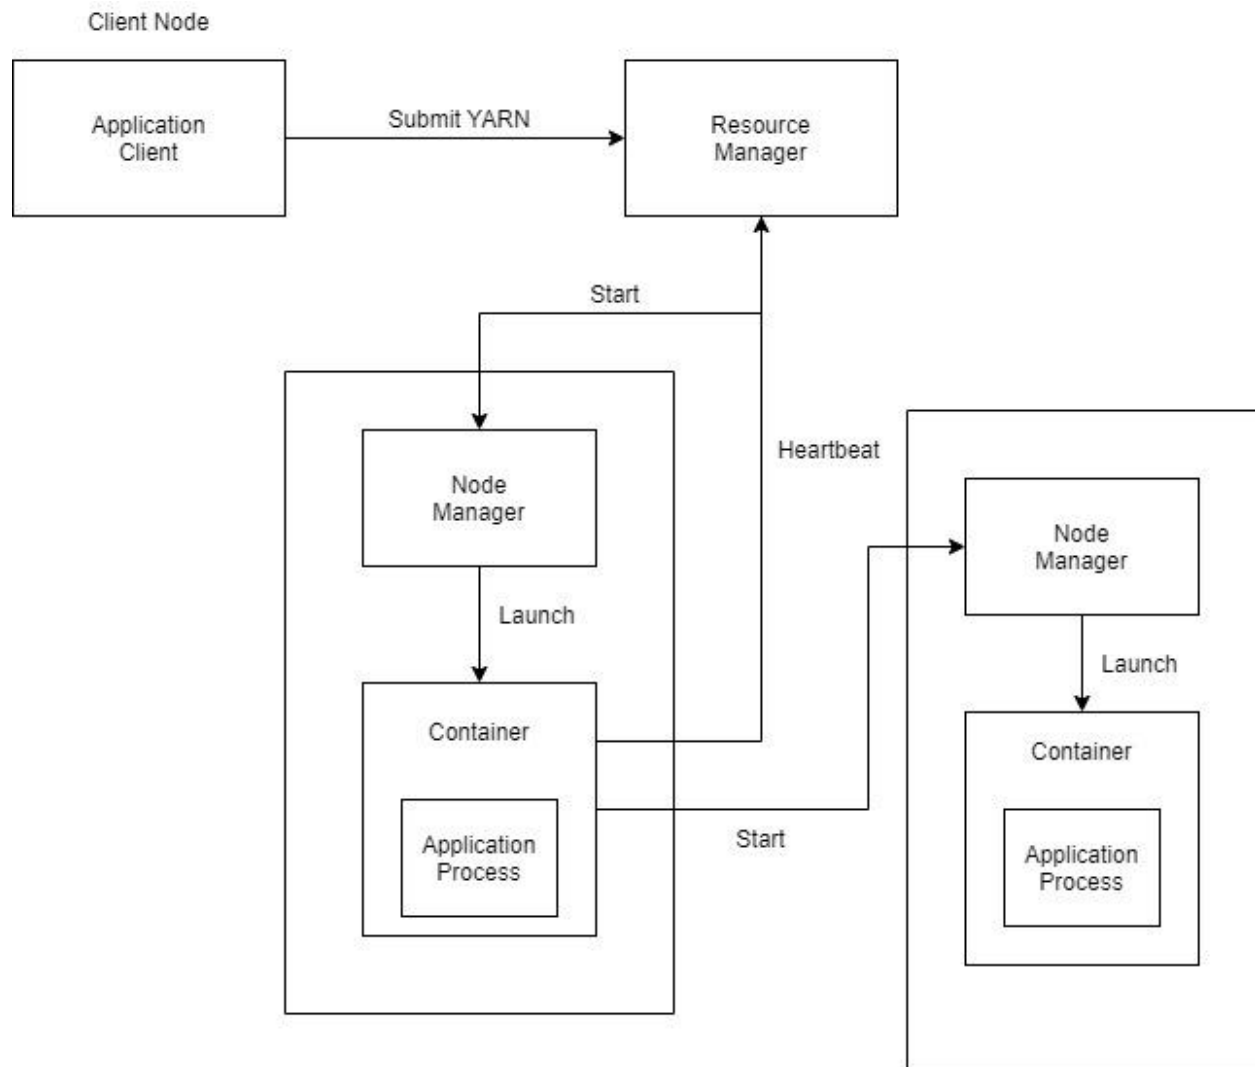 Client Node
Application
Client
Submit YARN
Resource
Manager
Start
Heartbeat
Node
Manager
Launch
Container
Application
Process
Start
Node
Manager
Launch
Container
Application
Process